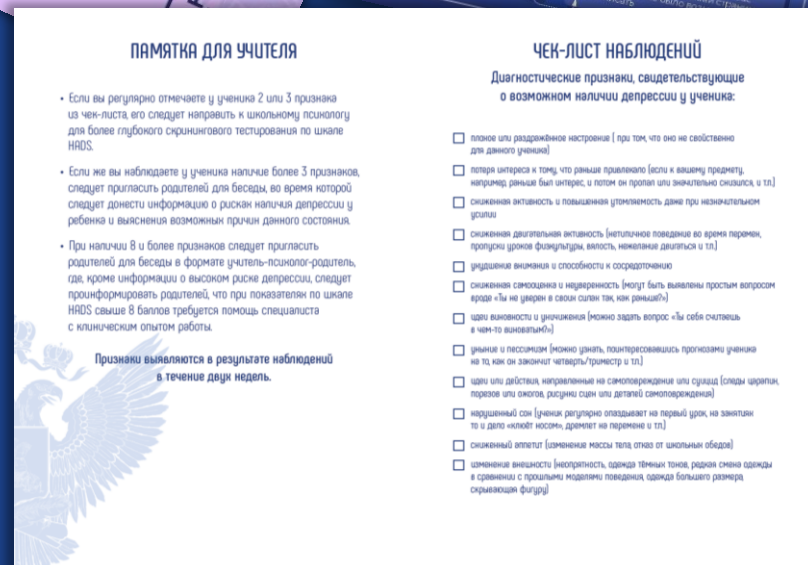 писать
ПАМЯТКА ДЛЯ УЧИТЕЛЯ
• Если вы регулярно отмечаете у ученика 2 или 3 признака
из чек-листа, его следует направить к школьному психологу
для более глубокого скринингового тестирования по шкале
HADS.
• Если же вы наблюдаете у ученика наличие более 3 признаков,
следует пригласить родителей для беседы, во время которой
следует донести информацию о рисках наличия депрессии у
ребенка и выяснения возможных причин данного состояния.
• При наличии 8 и более признаков следует пригласить
родителей для беседы в формате учитель-психолог-родитель,
где, кроме информации о высоком риске депрессии, следует
проинформировать родителей, что при показателях по шкале
HADS свыше 8 баллов требуется помощь специалиста
с клиническим опытом работы.
Признаки выявляются в результате наблюдений
в течение двух недель.
ЧЕК-ЛИСТ НАБЛЮДЕНИЙ
Диагностические признаки, свидетельствующие
о возможном наличии депрессии у ученика:
плохое или раздражённое настроение ( при том, что оно не свойственно
для данного ученика)
потеря интереса к тому, что раньше привлекало (если к вашему предмету,
например, раньше был интерес, и потом он пропал или значительно снизился, и т.п.)
сниженная активность и повышенная утомляемость даже при незначительном
усилии
сниженная двигательная активность (нетипичное поведение во время перемен,
пропуски уроков физкультуры, вялость, нежелание двигаться и т.п.)
ухудшение внимания и способности к сосредоточению
сниженная самооценка и неуверенность (могут быть выявлены простым вопросом
вроде «Ты не уверен в своих силах так, как раньше?»)
идеи виновности и уничижения (можно задать вопрос «Ты себя считаешь
в чем-то виноватым?»)
уныние и пессимизм (можно узнать, поинтересовавшись прогнозами ученика
на то, как он закончит четверть/триместр и т.п.)
идеи или действия, направленные на самоповреждение или суицид (следы царапин,
порезов или ожогов, рисунки сцен или деталей самоповреждения)
нарушенный сон (ученик регулярно опаздывает на первый урок, на занятиях
то и дело «клюёт носом», дремлет на перемене и т.п.)
сниженный аппетит (изменение массы тела, отказ от школьных обедов)
изменение внешности (неопрятность, одежда тёмных тонов, редкая смена одежды
в сравнении с прошлыми моделями поведения, одежда большего размера,
скрывающая фигуру)